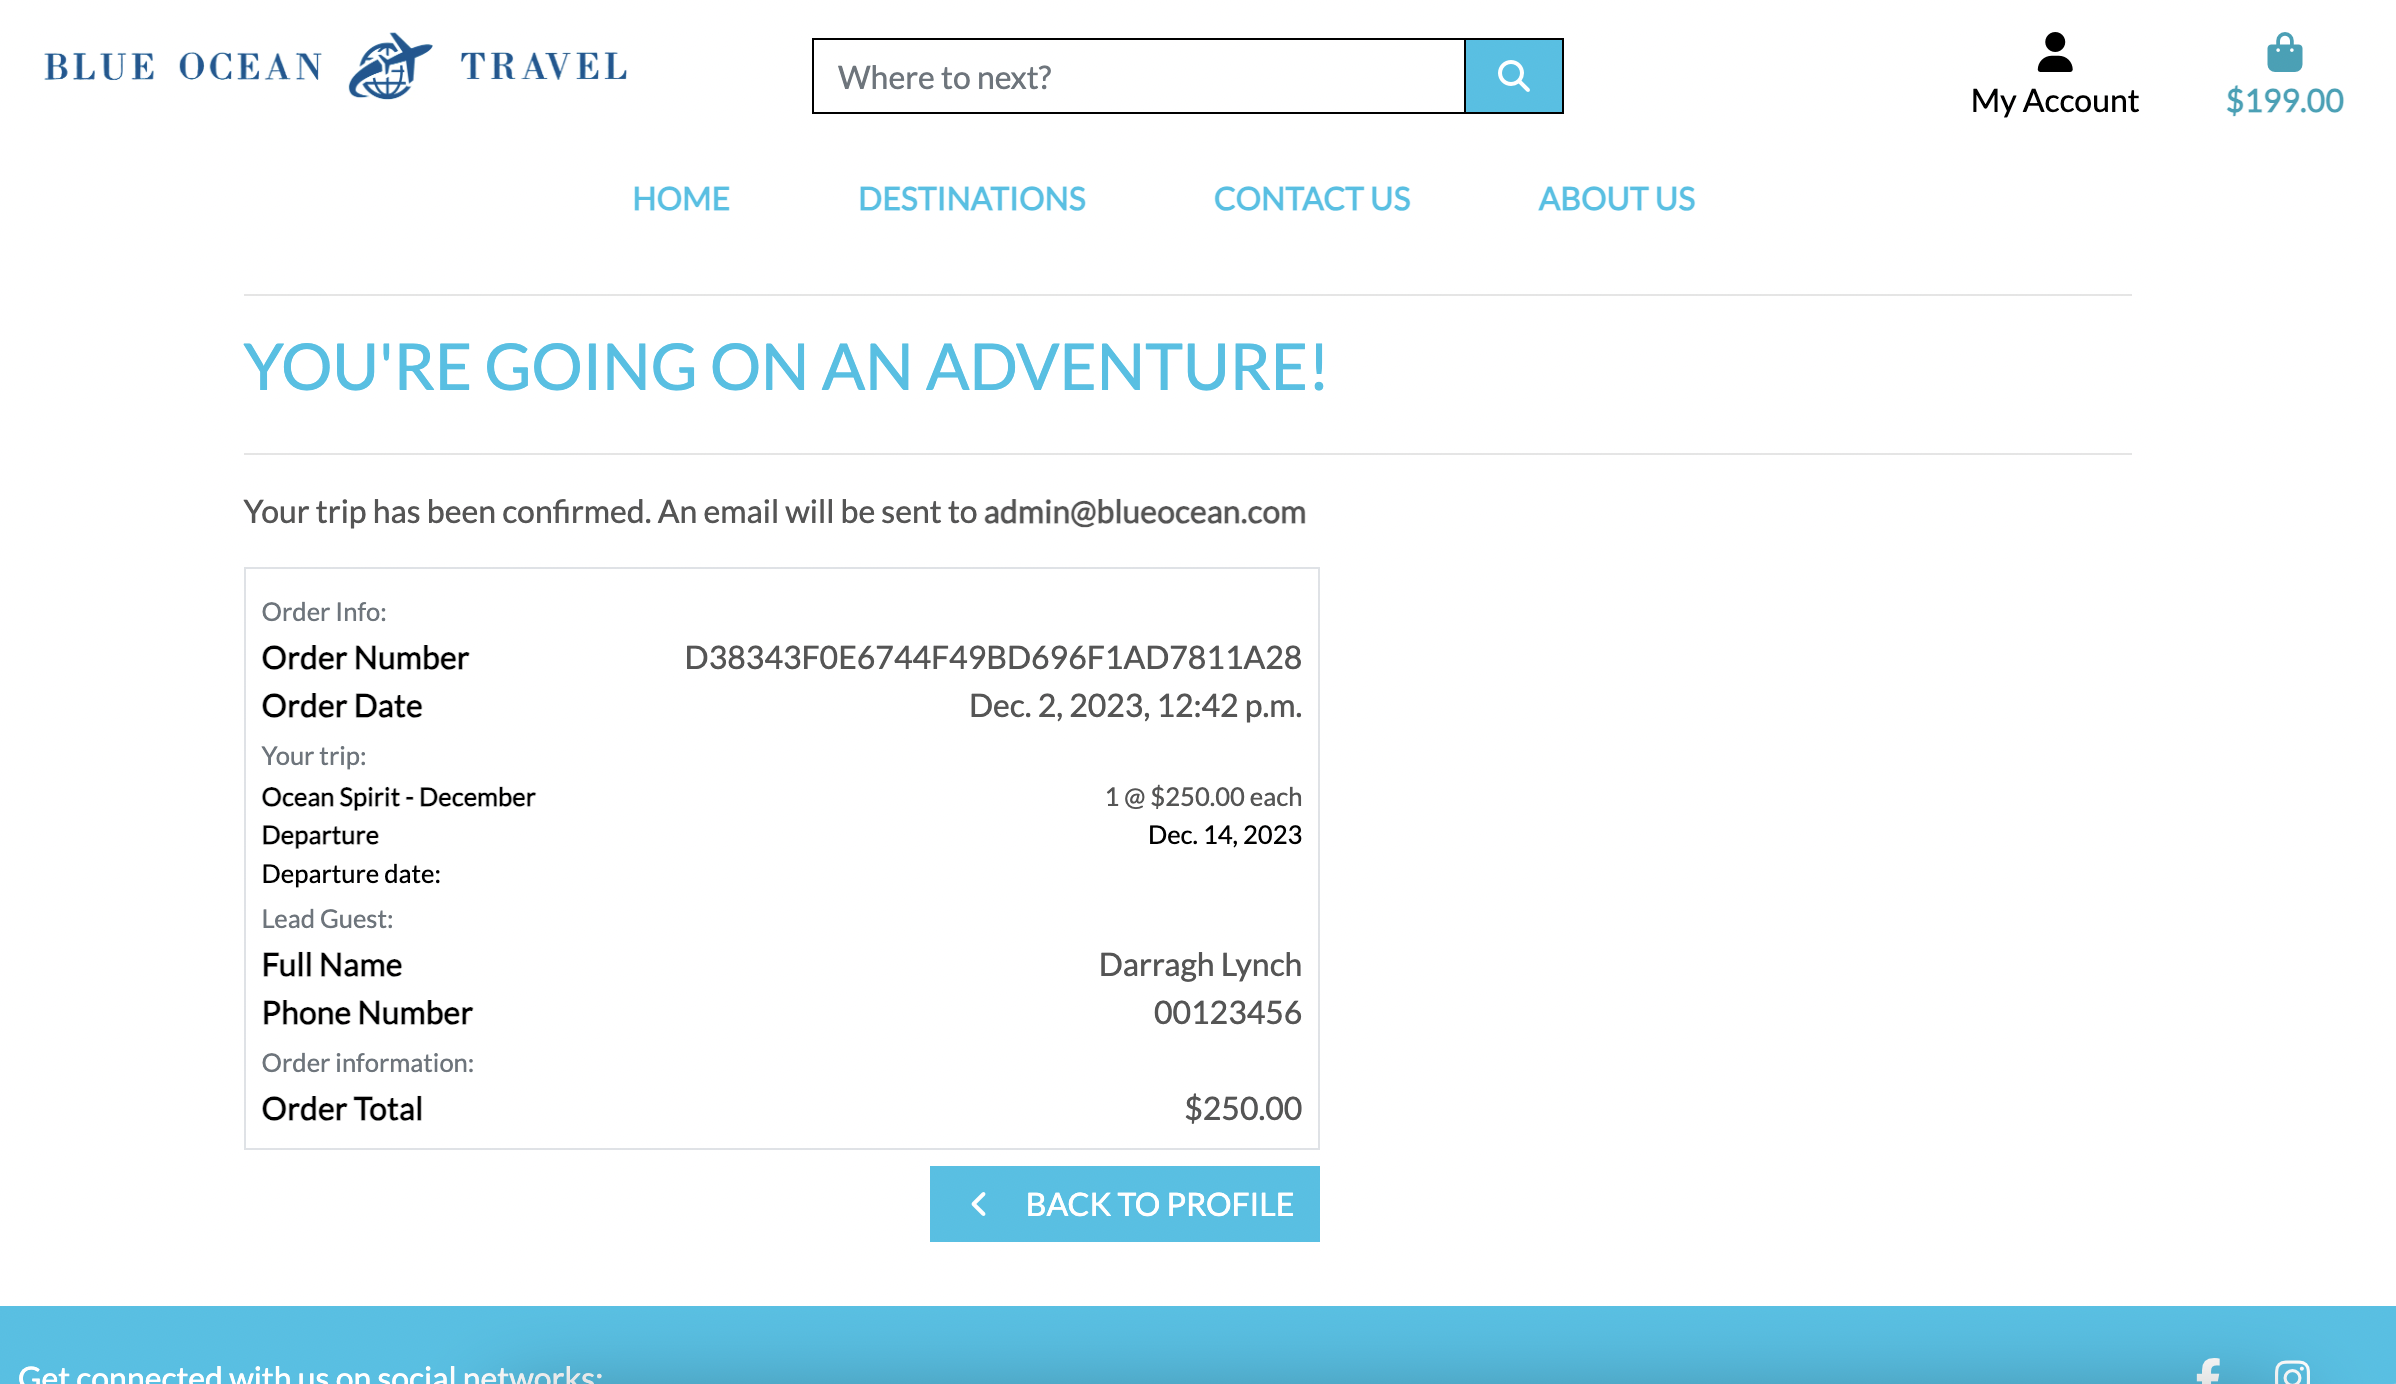 BLUE OCEAN TRAVEL
Where to next?
My Account
$199.00
HOME DESTINATIONS CONTACT US ABOUT US
YOU'RE GOING ON AN ADVENTURE!
Your trip has been confirmed. An email will be sent to admin@blueocean.com
Order Info:
Order Number D38343F0E6744F49BD696F1AD7811A28
Order Date Dec. 2, 2023, 12:42 p.m.
Your trip:
Ocean Spirit - December 1 @ $250.00 each
Departure Dec. 14, 2023
Departure date:
Lead Guest:
Full Name Darragh Lynch
Phone Number 00123456
Order information:
Order Total $250.00
BACK TO PROFILE
Get connected with us on social networks: